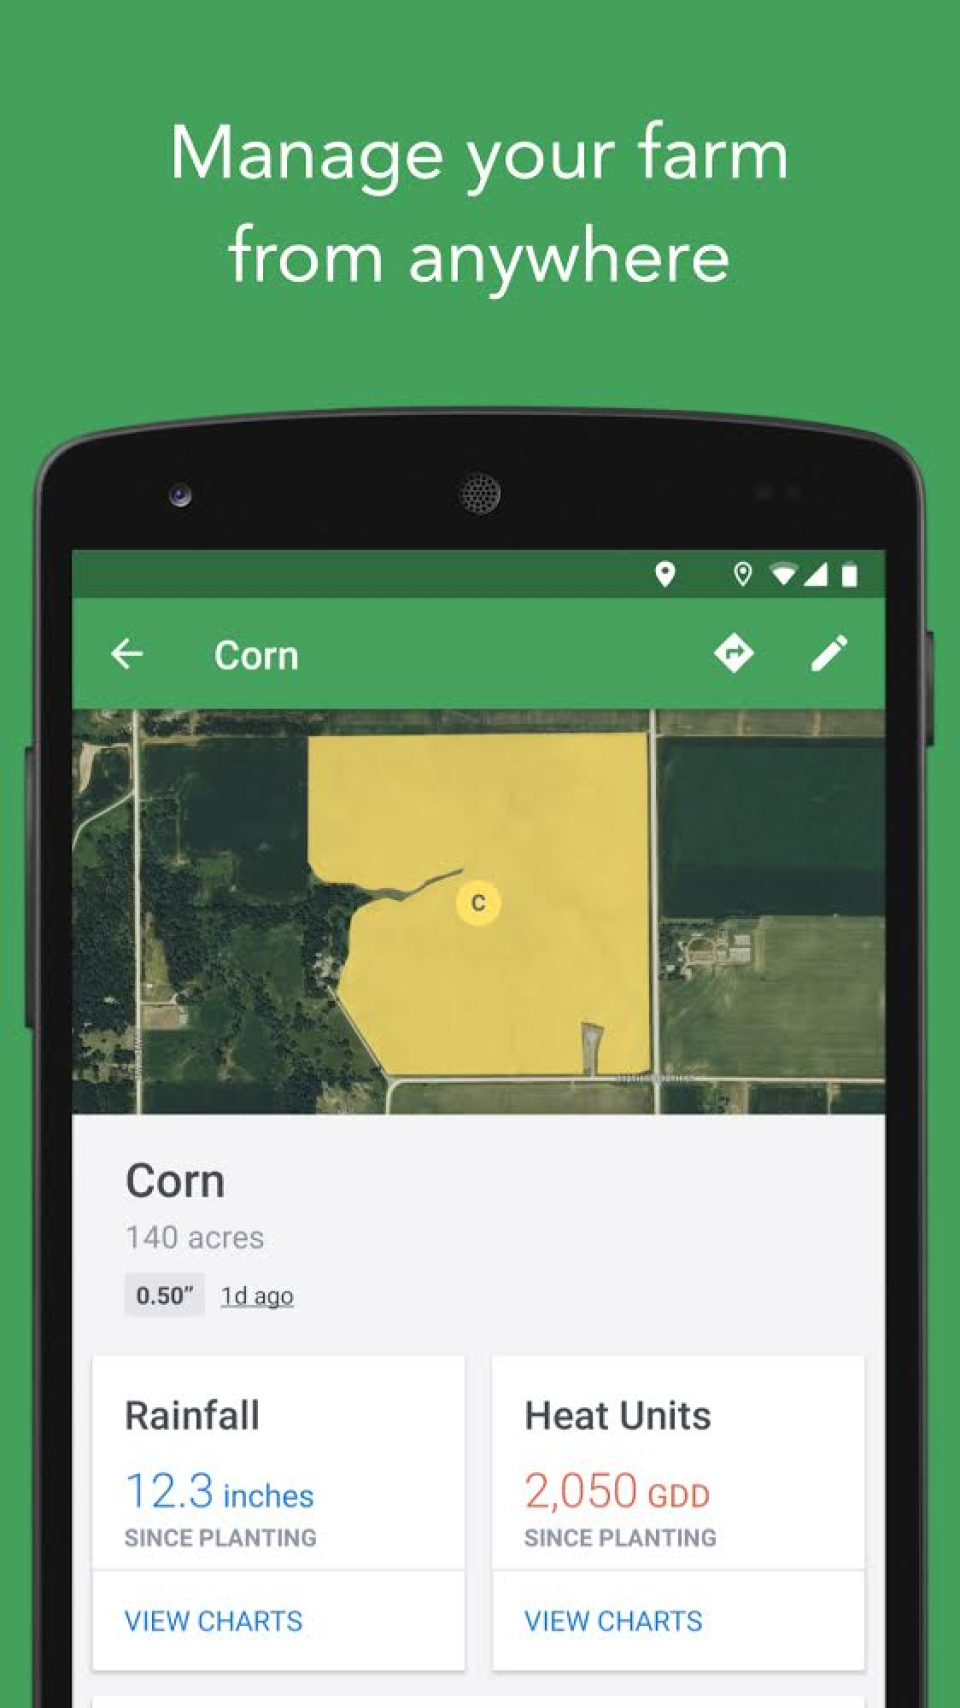 Manage your farm
from anywhere
Corn
C
Corn
140 acres
0.50”
1d ago
Rainfall
Heat Units
12.3 inches
2,050 GDD
SINCE PLANTING
SINCE PLANTING
VIEW CHARTS
VIEW CHARTS